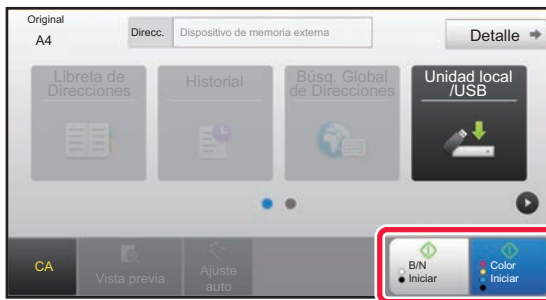 Original
A4
Direcc.
Dispositivo de memoria externa
Detalle
Libreta de
Direcciones
Historial
Búsq. Global
de Direcciones
Unidad local
/USB
CA
Vista previa
Ajuste
auto
B/N
Iniciar
Color
Iniciar